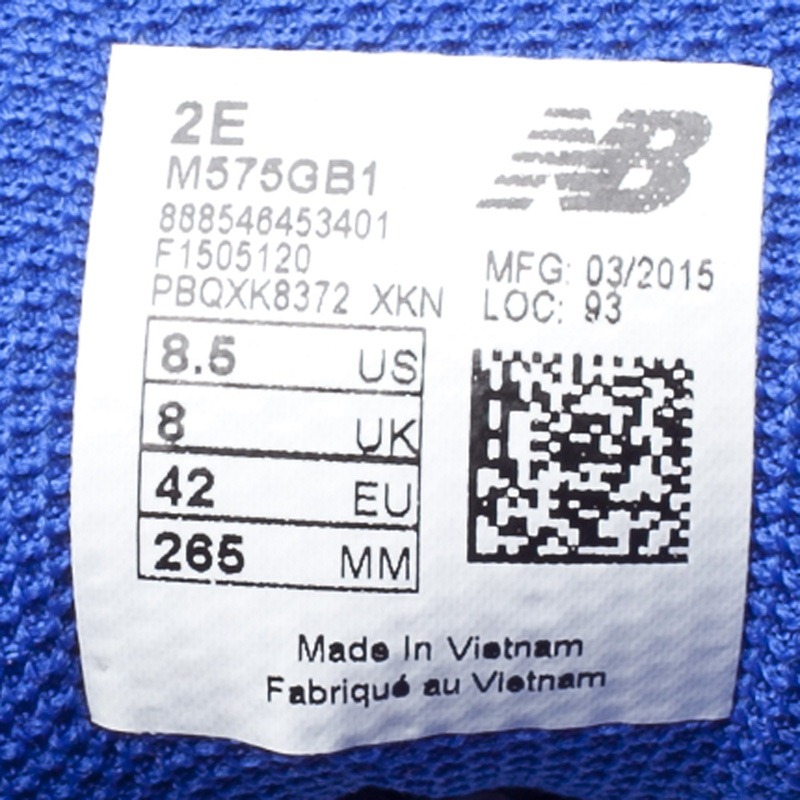 2E
M575GB1
888546453401
F1505120
PBQXK8372 XKN
NB
MFG: 03/2015
LOC: 93
8.5 US
8 UK
42 EU
265 MM
Made In Vietnam
Fabriqué au Vietnam